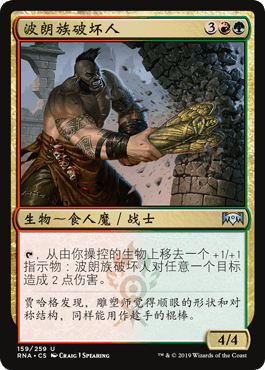 波朗族破坏人 3
生物～食人魔／战士
，从由你操控的生物上移去一个+1/+1
指示物：波朗族破坏人对任意一个目标
造成2点伤害。
贾哈格发现，雕塑师觉得顺眼的形状和对
称结构，同样能用作趁手的棍棒。
4/4
159/259 U
RNA • CS CRAIG J SPEARING
™ & © 2019 Wizards of the Coast